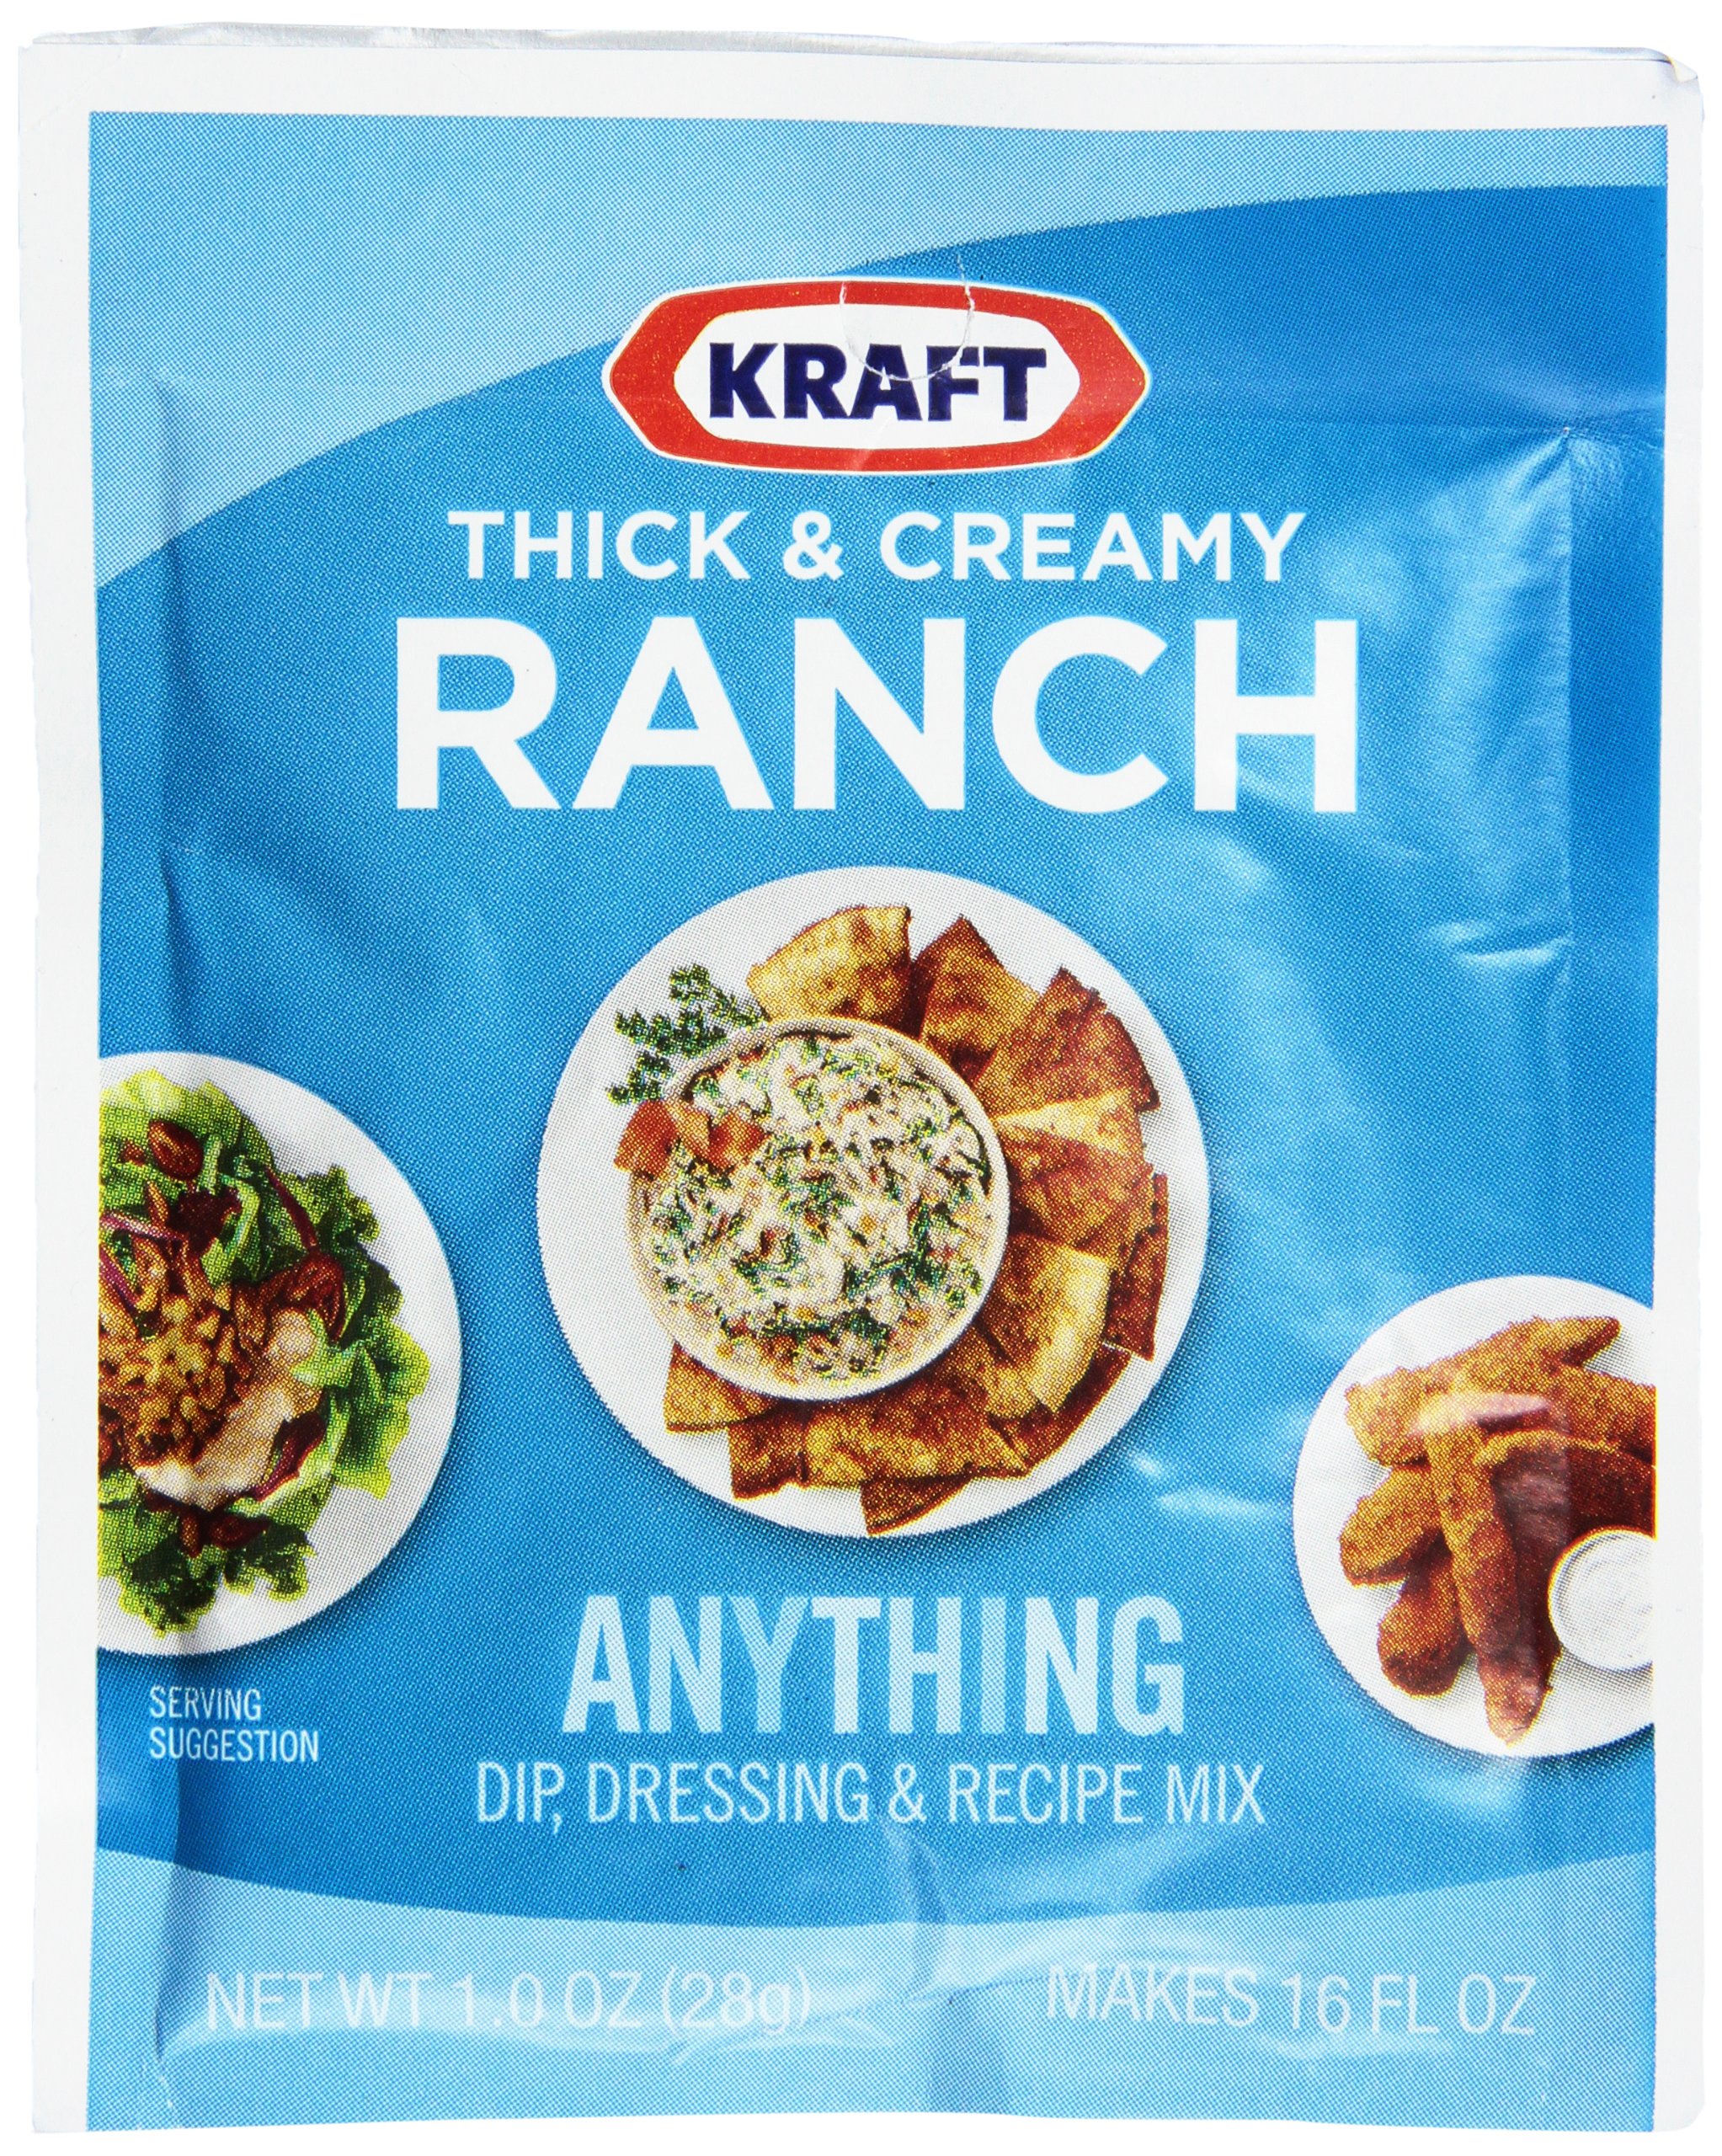 KRAFT
THICK & CREAMY
RANCH
ANYTHING
DIP, DRESSING & RECIPE MIX
SERVING
SUGGESTION
NET WT 1.0 OZ (28g)
MAKES 16 FL OZ